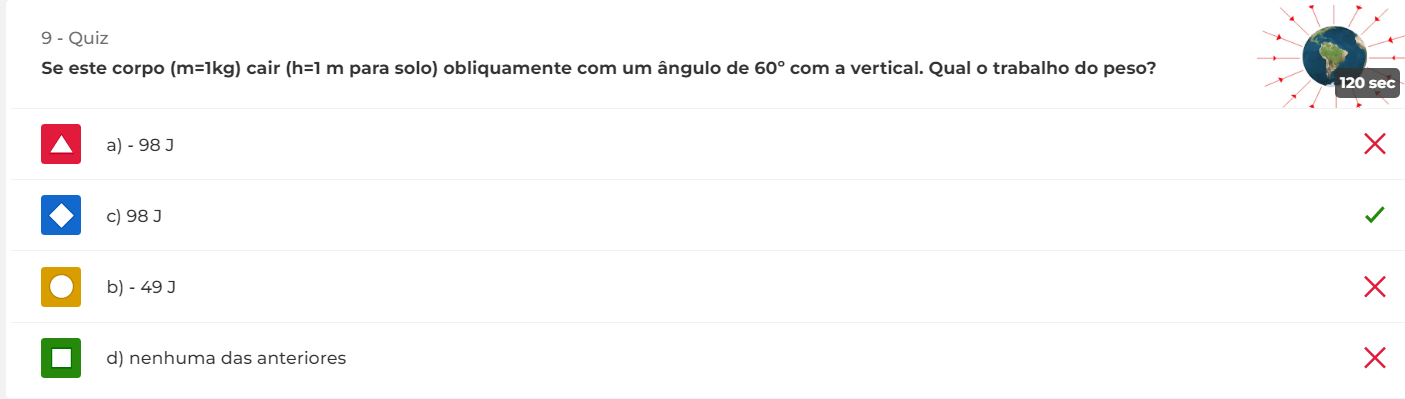 9 - Quiz
Se este corpo (m=1kg) cair (h=1 m para solo) obliquamente com um ângulo de 60º com a vertical. Qual o trabalho do peso?
120 sec
a) - 98 J
c) 98 J
b) - 49 J
d) nenhuma das anteriores